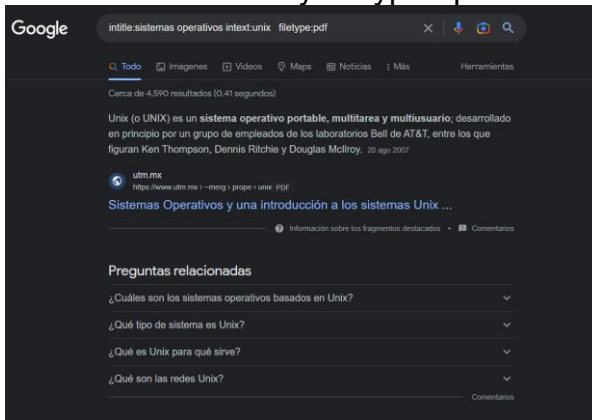 Google
intitle:sistemas operativos intext:unix filetype:pdf
Todo Imágenes Videos Maps Noticias Más Herramientas
Cerca de 4,590 resultados (0.41 segundos)
Unix (o UNIX) es un sistema operativo portable, multitarea y multiusuario; desarrollado
en principio por un grupo de empleados de los laboratorios Bell de AT&T, entre los que
figuran Ken Thompson, Dennis Ritchie y Douglas McIlroy. 20 ago 2007
utm.mx
https://www.utm.mx › ~merg › prope › unix PDF
Sistemas Operativos y una introducción a los sistemas Unix ...
Información sobre los fragmentos destacados • Comentarios
Preguntas relacionadas
¿Cuáles son los sistemas operativos basados en Unix?
¿Qué tipo de sistema es Unix?
¿Qué es Unix para qué sirve?
¿Qué son las redes Unix?
Comentarios